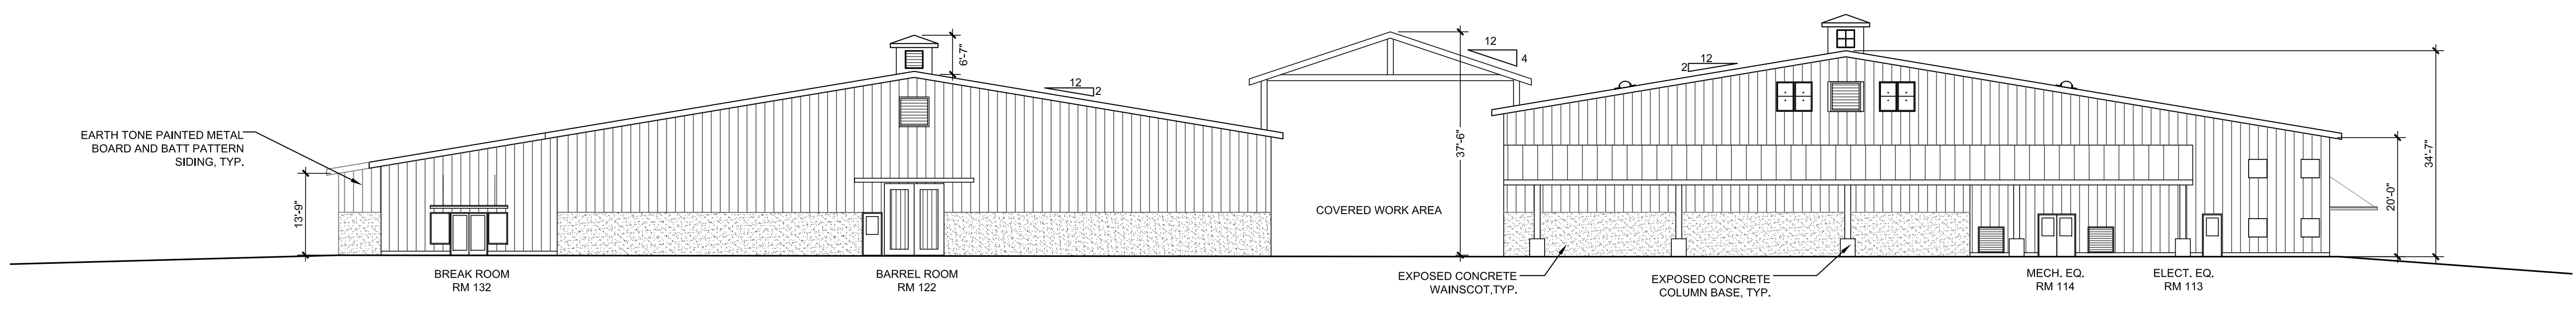 EARTH TONE PAINTED METAL
BOARD AND BATT PATTERN
SIDING, TYP.
13'-9"
BREAK ROOM
RM 132
6'-7"
12
2
BARREL ROOM
RM 122
37'-6"
12
4
COVERED WORK AREA
12
2
EXPOSED CONCRETE
WAINSCOT,TYP.
EXPOSED CONCRETE
COLUMN BASE, TYP.
MECH. EQ.
RM 114
ELECT. EQ.
RM 113
20'-0"
34'-7"